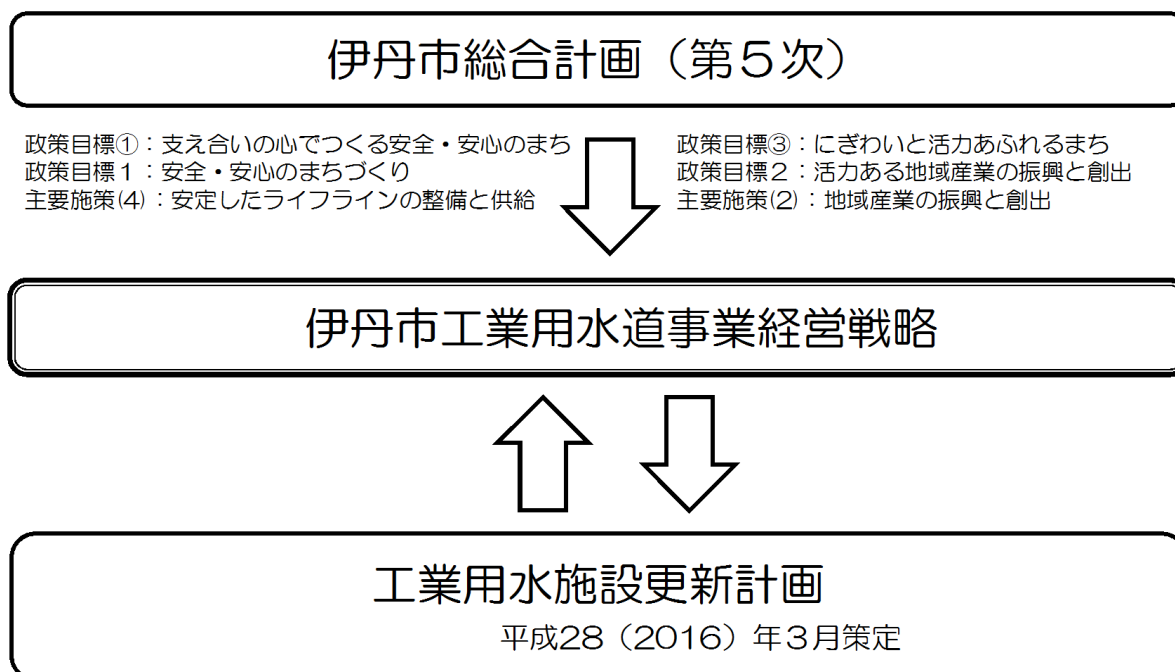 伊丹市総合計画（第５次）
政策目標①：支え合いの心でつくる安全・安心のまち
政策目標１：安全・安心のまちづくり
主要施策(4)：安定したライフラインの整備と供給
政策目標③：にぎわいと活力あふれるまち
政策目標２：活力ある地域産業の振興と創出
主要施策(2)：地域産業の振興と創出
伊丹市工業用水道事業経営戦略
工業用水施設更新計画
平成28（2016）年３月策定